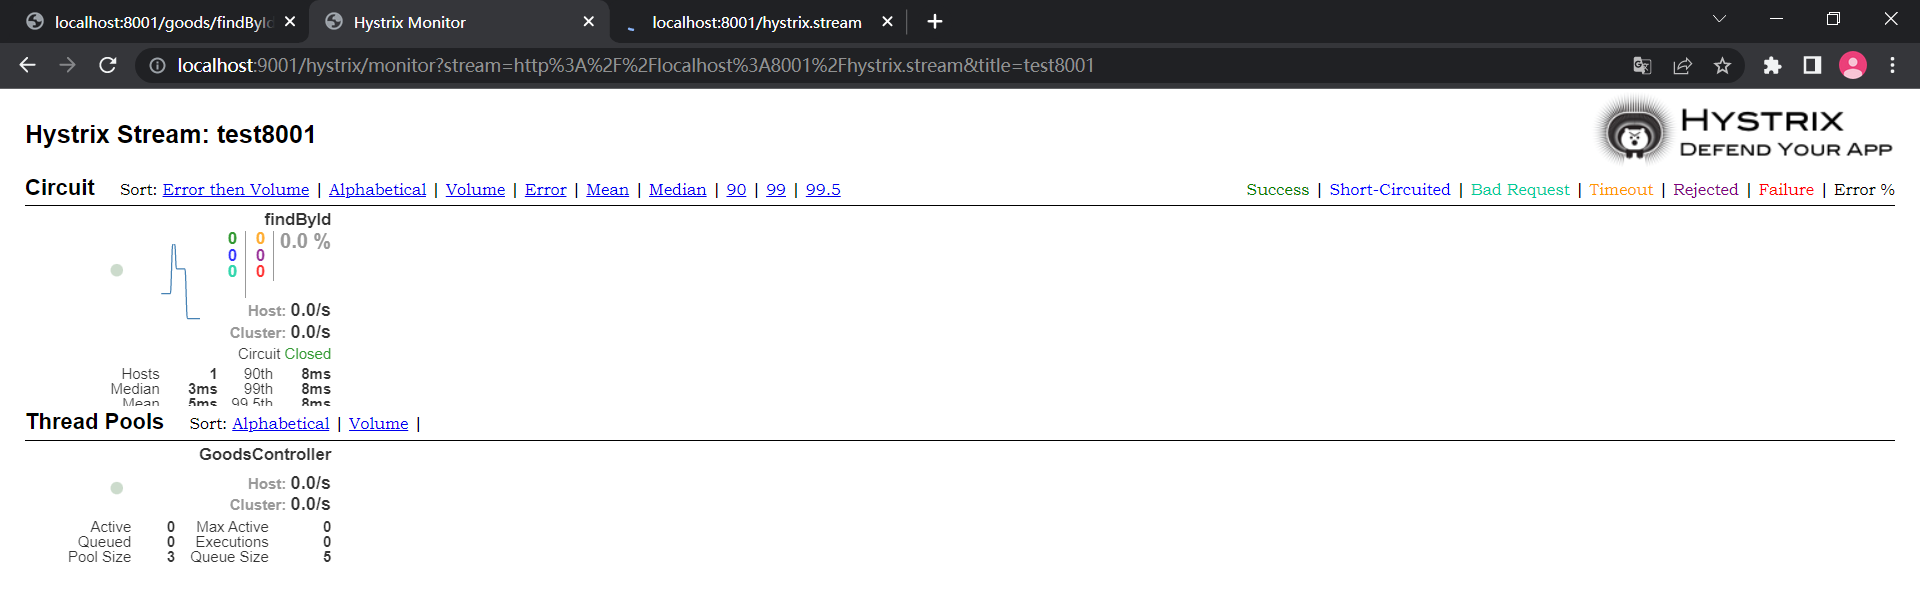 localhost:8001/goods/findById
Hystrix Monitor
localhost:8001/hystrix.stream
localhost:9001/hystrix/monitor?stream=http%3A%2F%2Flocalhost%3A8001%2Fhystrix.stream&title=test8001
HYSTRIX
DEFEND YOUR APP
Hystrix Stream: test8001
Circuit Sort: Error then Volume | Alphabetical | Volume | Error | Mean | Median | 90 | 99 | 99.5
Success | Short-Circuited | Bad Request | Timeout | Rejected | Failure | Error %
findById
0 0 0.0 %
0 0
0 0
Host: 0.0/s
Cluster: 0.0/s
Circuit Closed
Hosts 1 90th 8ms
Median 3ms 99th 8ms
Mean 5ms 99.5th 8ms
Thread Pools Sort: Alphabetical | Volume |
GoodsController
Host: 0.0/s
Cluster: 0.0/s
Active 0 Max Active 0
Queued 0 Executions 0
Pool Size 3 Queue Size 5